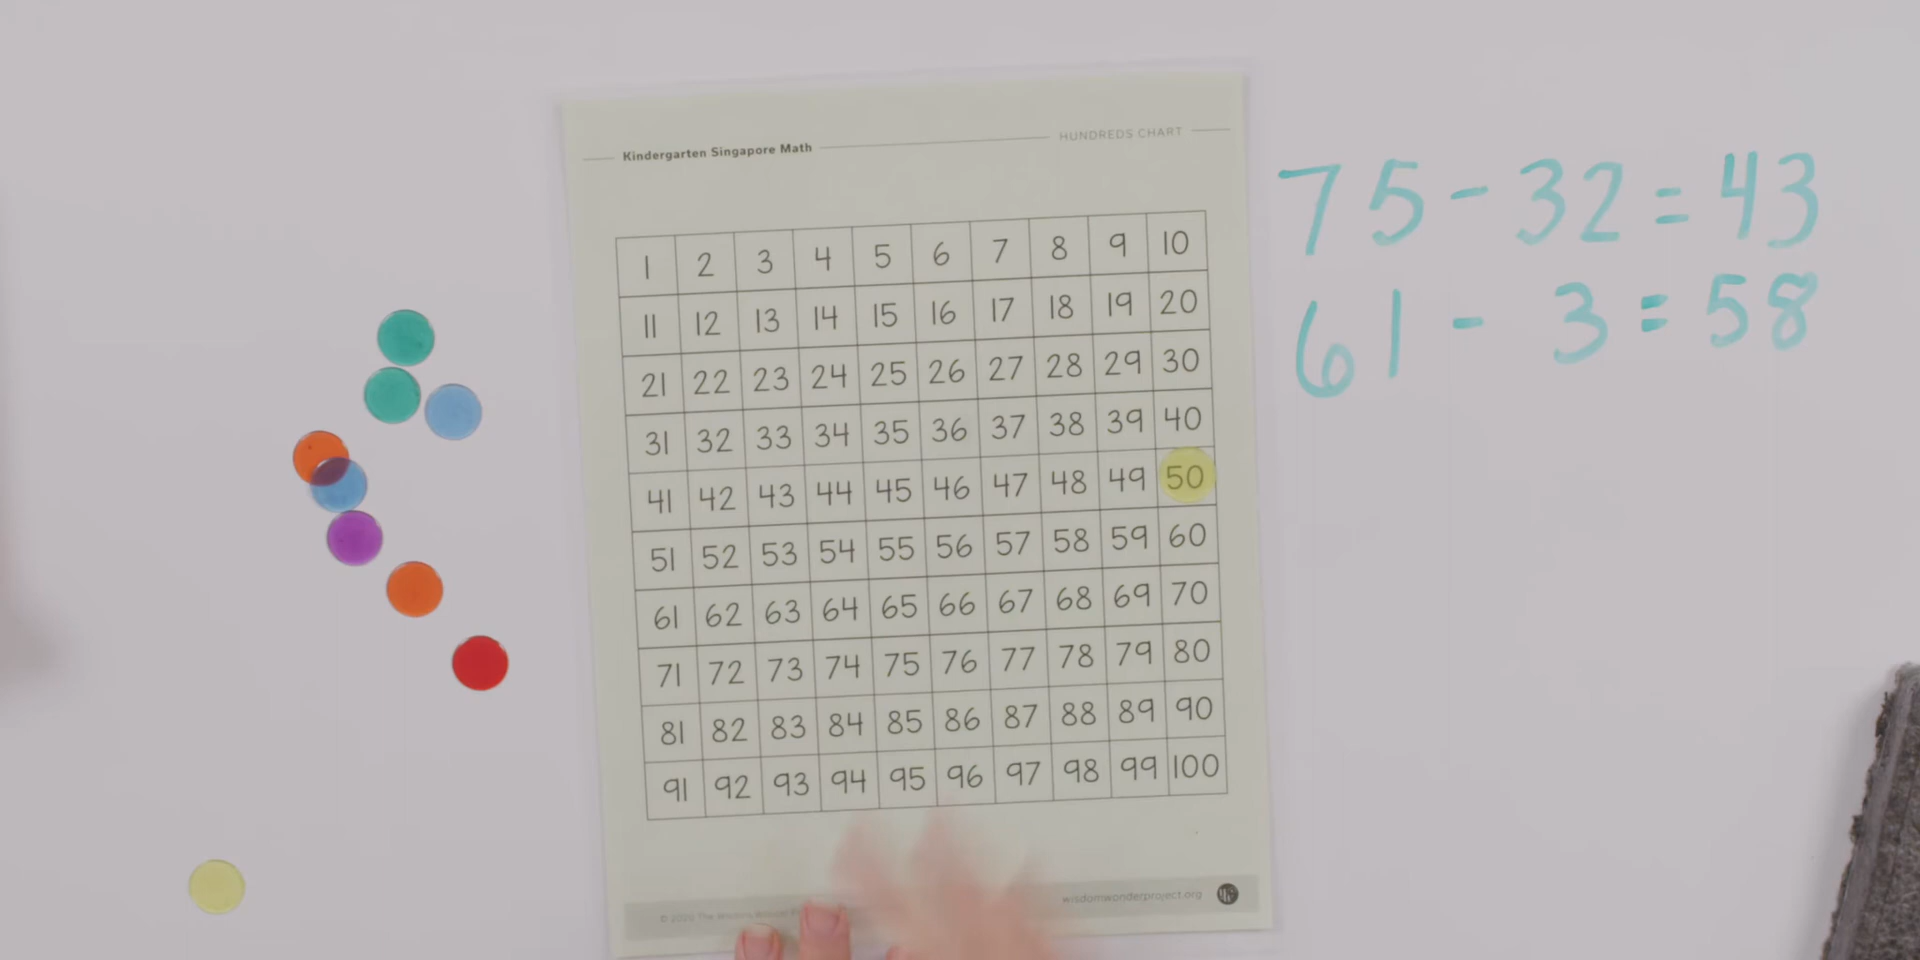 Kindergarten Singapore Math HUNDREDS CHART
1 2 3 4 5 6 7 8 9 10
11 12 13 14 15 16 17 18 19 20
21 22 23 24 25 26 27 28 29 30
31 32 33 34 35 36 37 38 39 40
41 42 43 44 45 46 47 48 49 50
51 52 53 54 55 56 57 58 59 60
61 62 63 64 65 66 67 68 69 70
71 72 73 74 75 76 77 78 79 80
81 82 83 84 85 86 87 88 89 90
91 92 93 94 95 96 97 98 99 100
© 2020 The Wisdom Wonder wisdomwonderproject.org
75 - 32 = 43
61 - 3 = 58